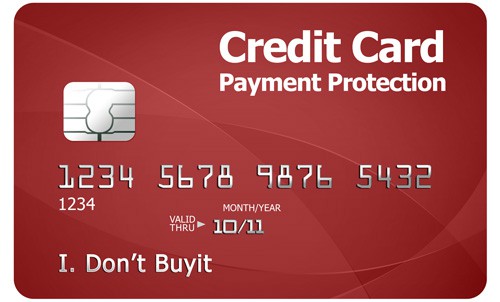 Credit Card
Payment Protection
1234 5678 9876 5432
1234
MONTH/YEAR
VALID
THRU
10/11
I. Don't Buyit